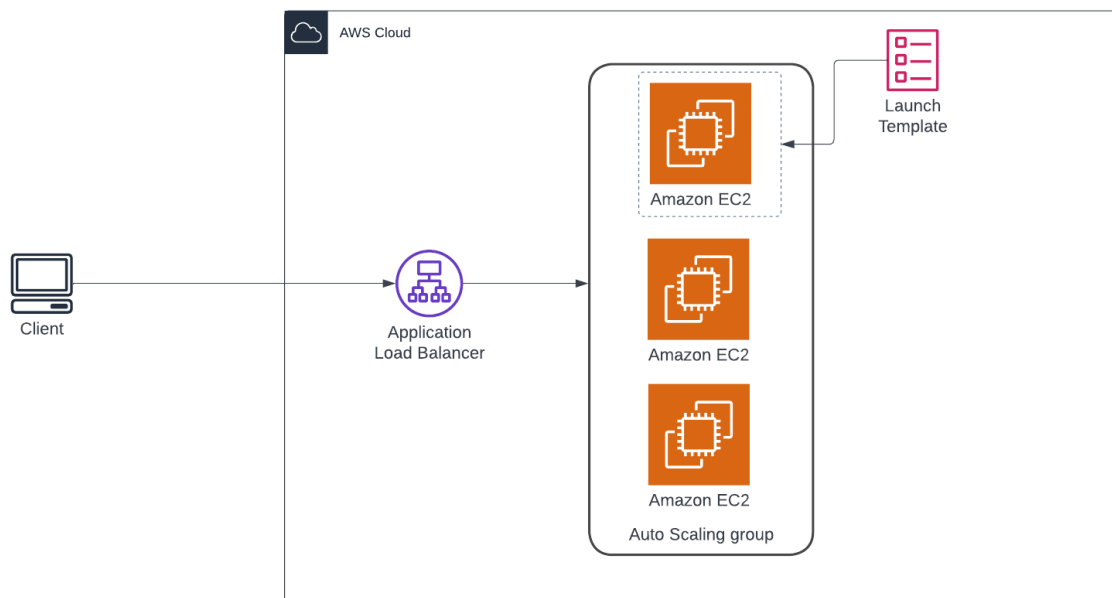 AWS Cloud
Launch
Template
Amazon EC2
Client
Application
Load Balancer
Amazon EC2
Amazon EC2
Auto Scaling group